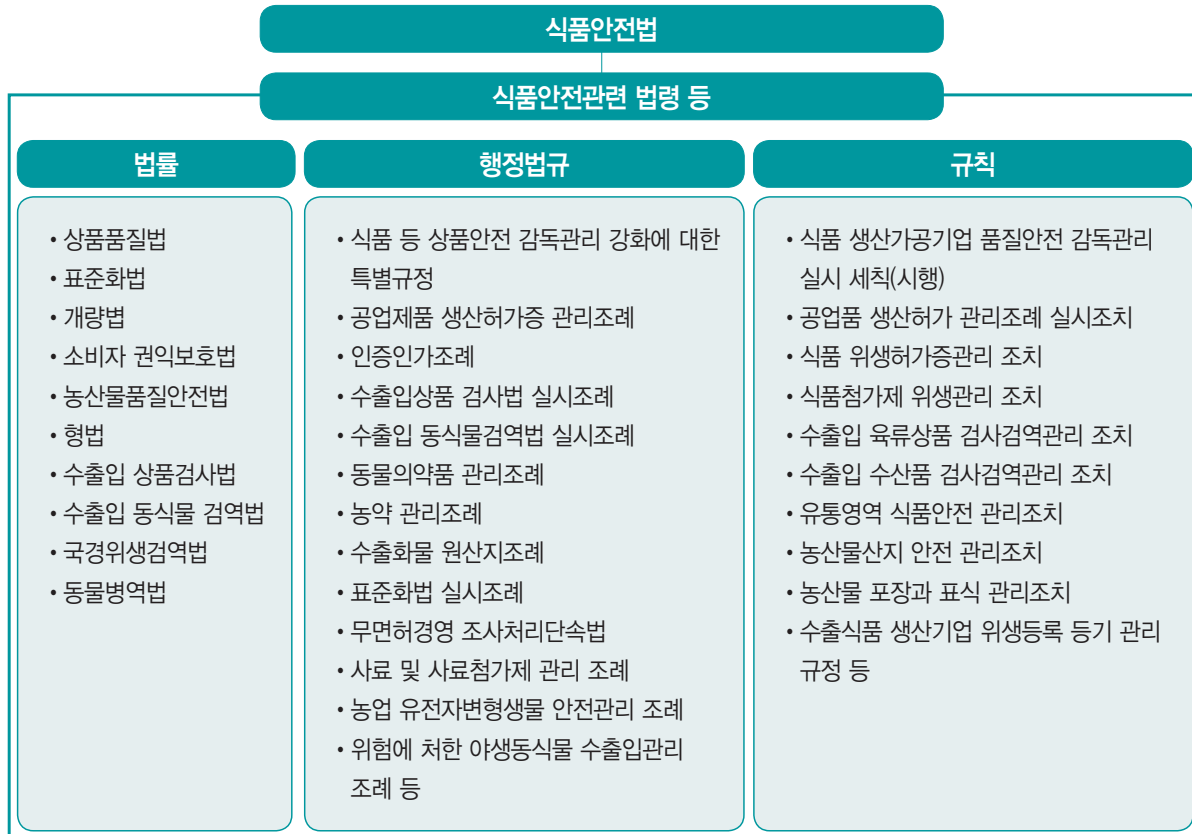 식품안전법
식품안전관련 법령 등
법률
• 상품품질법
• 표준화법
• 개량볍
• 소비자 권익보호법
• 농산물품질안전법
• 형법
• 수출입 상품검사법
• 수출입 동식물 검역법
• 국경위생검역법
• 동물병역법
행정법규
• 식품 등 상품안전 감독관리 강화에 대한
특별규정
• 공업제품 생산허가증 관리조례
• 인증인가조례
• 수출입상품 검사법 실시조례
• 수출입 동식물검역법 실시조례
• 동물의약품 관리조례
• 농약 관리조례
• 수출화물 원산지조례
• 표준화법 실시조례
• 무면허경영 조사처리단속법
• 사료 및 사료첨가제 관리 조례
• 농업 유전자변형생물 안전관리 조례
• 위험에 처한 야생동식물 수출입관리
조례 등
규칙
• 식품 생산가공기업 품질안전 감독관리
실시 세칙(시행)
• 공업품 생산허가 관리조례 실시조치
• 식품 위생허가증관리 조치
• 식품첨가제 위생관리 조치
• 수출입 육류상품 검사검역관리 조치
• 수출입 수산품 검사검역관리 조치
• 유통영역 식품안전 관리조치
• 농산물산지 안전 관리조치
• 농산물 포장과 표식 관리조치
• 수출식품 생산기업 위생등록 등기 관리
규정 등